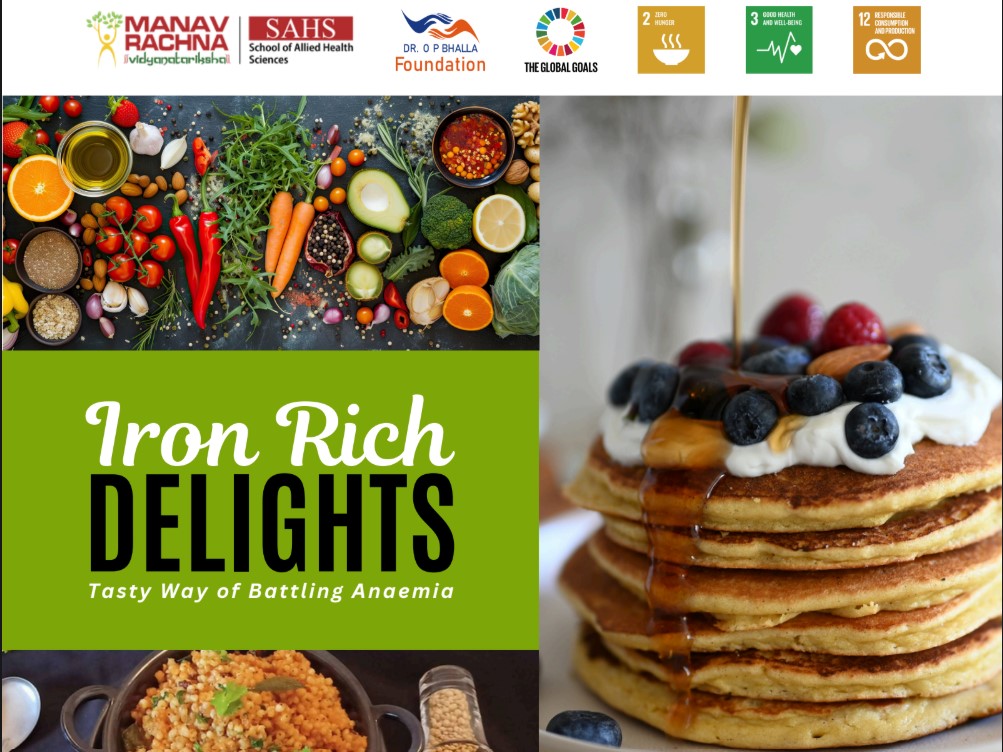 MANAV
RACHNA
vidyanatariksha
SAHS
School of Allied Health
Sciences
DR. O P BHALLA
Foundation
THE GLOBAL GOALS
2 ZERO
HUNGER
3 GOOD HEALTH
AND WELL-BEING
12 RESPONSIBLE
CONSUMPTION
AND PRODUCTION
Iron Rich
DELIGHTS
Tasty Way of Battling Anaemia